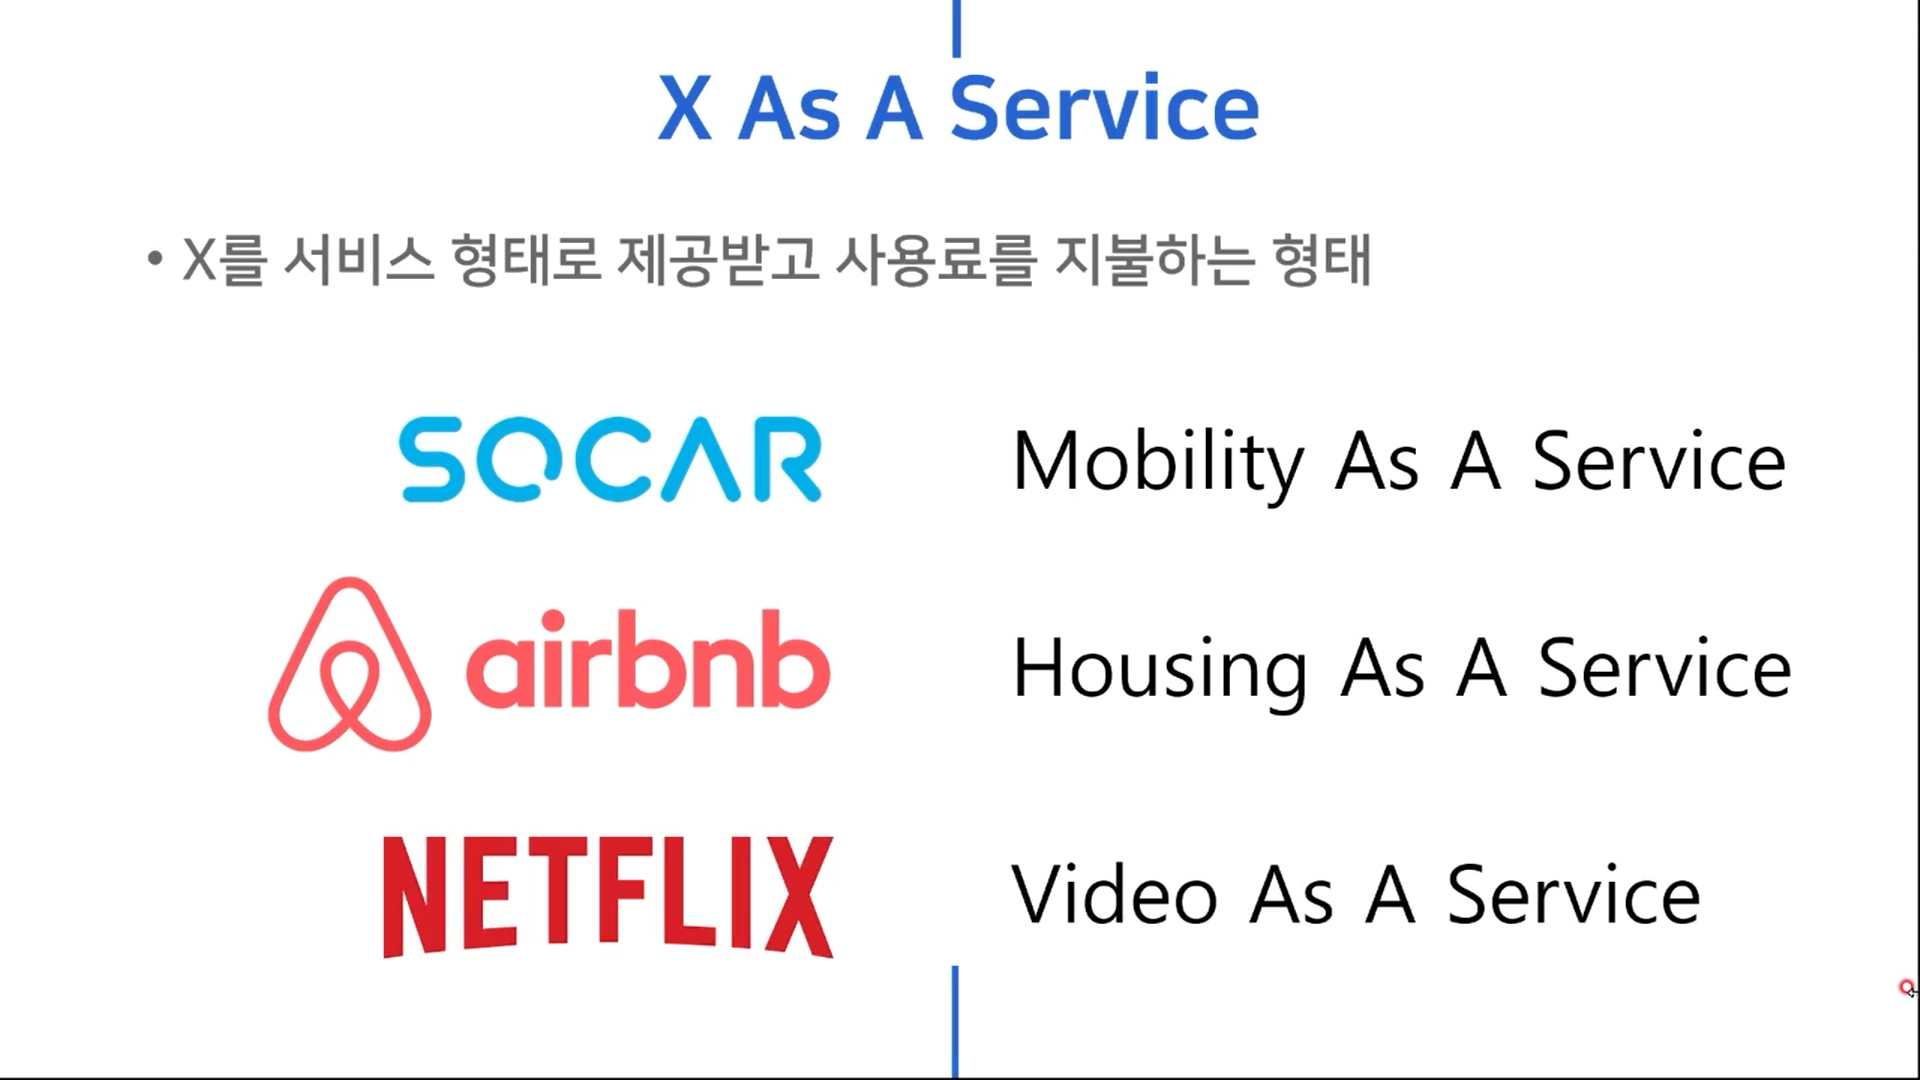 X As A Service
• X를 서비스 형태로 제공받고 사용료를 지불하는 형태
SOCAR
Mobility As A Service
airbnb
Housing As A Service
NETFLIX
Video As A Service